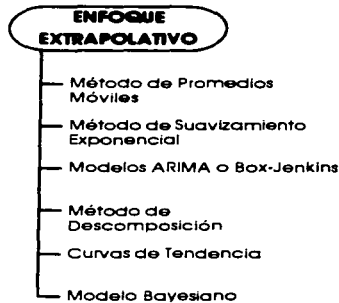 ENFOQUE
EXTRAPOLATIVO
Método de Promedios
Móviles
Método de Suavizamiento
Exponencial
Modelos ARIMA o Box-Jenkins
Método de
Descomposición
Curvas de Tendencia
Modelo Bayesiano